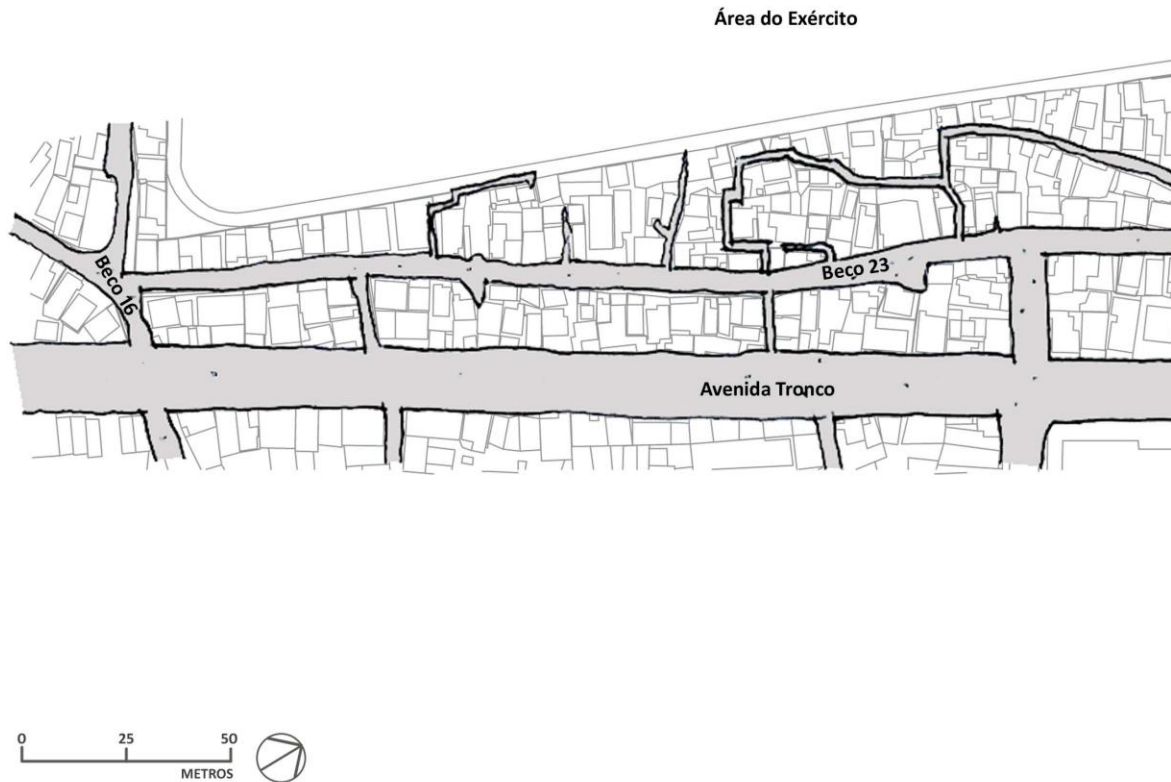 Área do Exército
Beco 16
Beco 23
Avenida Tronco
0 25 50
METROS